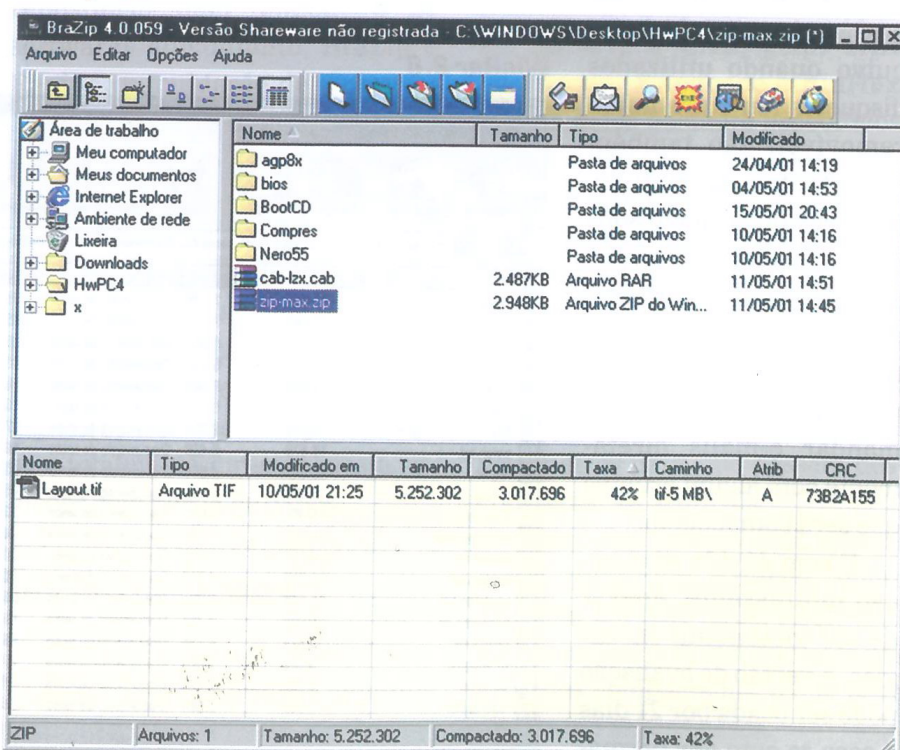 BraZip 4.0.059 - Versão Shareware não registrada - C:\WINDOWS\Desktop\HwPC4\zip-max.zip (*)
Arquivo Editar Opções Ajuda
Área de trabalho
Meu computador
Meus documentos
Internet Explorer
Ambiente de rede
Lixeira
Downloads
HwPC4
x
Nome Tamanho Tipo Modificado
agp8x Pasta de arquivos 24/04/01 14:19
bios Pasta de arquivos 04/05/01 14:53
BootCD Pasta de arquivos 15/05/01 20:43
Compres Pasta de arquivos 10/05/01 14:16
Nero55 Pasta de arquivos 10/05/01 14:16
cab-lzx.cab 2.487KB Arquivo RAR 11/05/01 14:51
zip-max.zip 2.948KB Arquivo ZIP do Win... 11/05/01 14:45
Nome Tipo Modificado em Tamanho Compactado Taxa Caminho Atrib CRC
Layout.tif Arquivo TIF 10/05/01 21:25 5.252.302 3.017.696 42% tif-5 MB\ A 73B2A155
ZIP Arquivos: 1 Tamanho: 5.252.302 Compactado: 3.017.696 Taxa: 42%